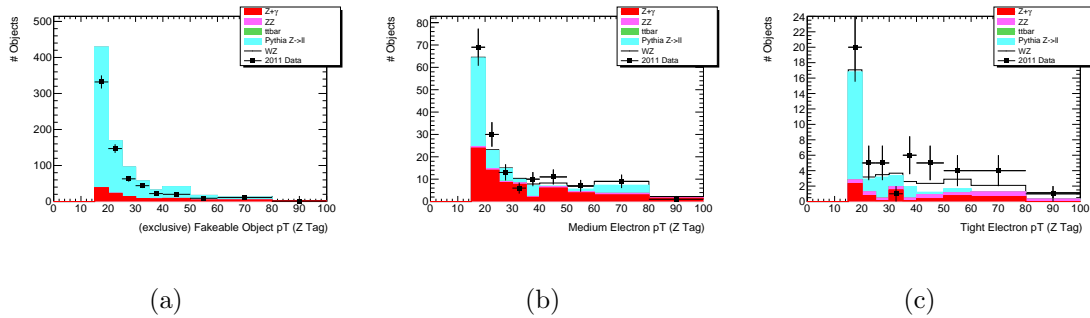 # Objects
500
400
300
200
100
0
0 10 20 30 40 50 60 70 80 90 100
(exclusive) Fakeable Object pT (Z Tag)
Z+γ
ZZ
ttbar
Pythia Z->ll
WZ
2011 Data
(a)
# Objects
80
70
60
50
40
30
20
10
0
0 10 20 30 40 50 60 70 80 90 100
Medium Electron pT (Z Tag)
Z+γ
ZZ
ttbar
Pythia Z->ll
WZ
2011 Data
(b)
# Objects
24
22
20
18
16
14
12
10
8
6
4
2
0
0 10 20 30 40 50 60 70 80 90 100
Tight Electron pT (Z Tag)
Z+γ
ZZ
ttbar
Pythia Z->ll
WZ
2011 Data
(c)